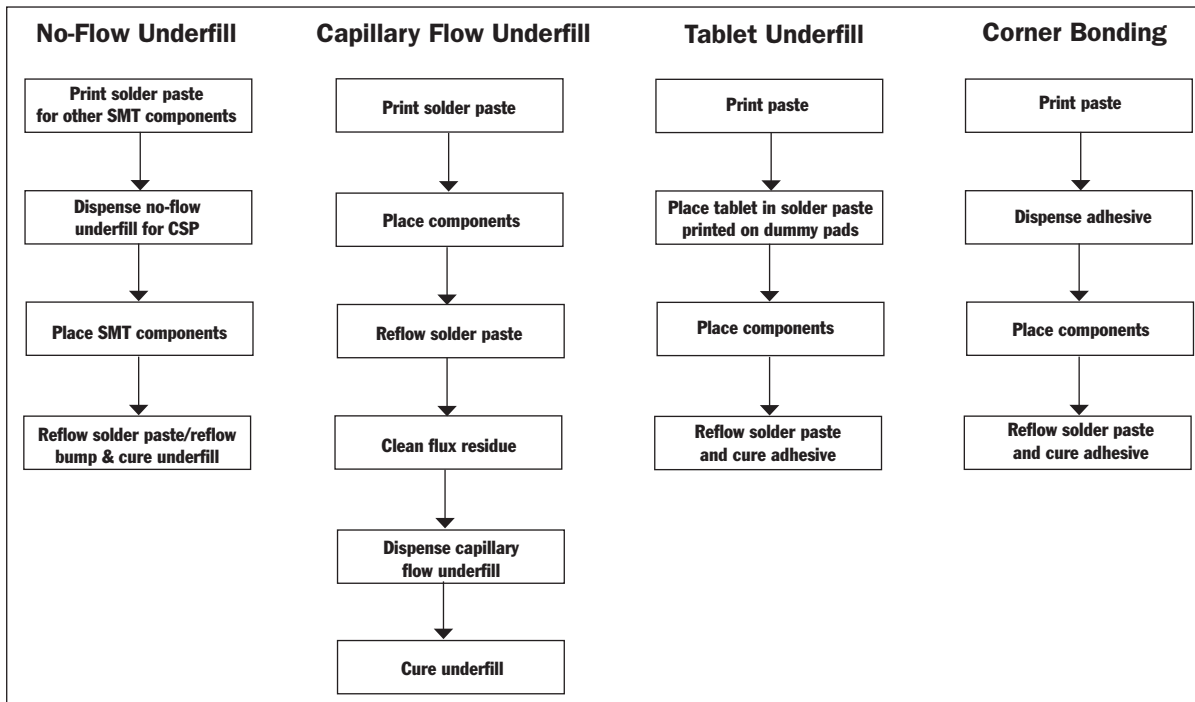 No-Flow Underfill
Print solder paste
for other SMT components
Dispense no-flow
underfill for CSP
Place SMT components
Reflow solder paste/reflow
bump & cure underfill
Capillary Flow Underfill
Print solder paste
Place components
Reflow solder paste
Clean flux residue
Dispense capillary
flow underfill
Cure underfill
Tablet Underfill
Print paste
Place tablet in solder paste
printed on dummy pads
Place components
Reflow solder paste
and cure adhesive
Corner Bonding
Print paste
Dispense adhesive
Place components
Reflow solder paste
and cure adhesive